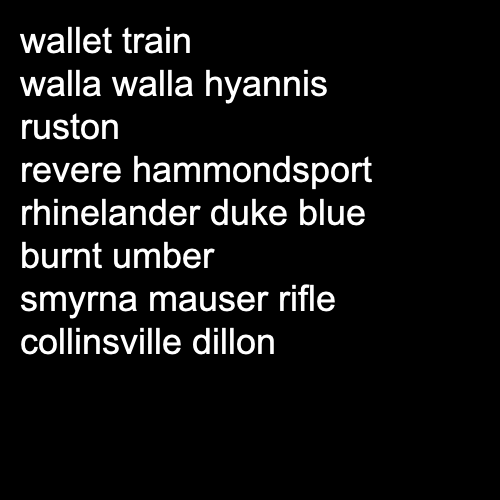 wallet train
walla walla hyannis
ruston
revere hammondsport
rhinelander duke blue
burnt umber
smyrna mauser rifle
collinsville dillon